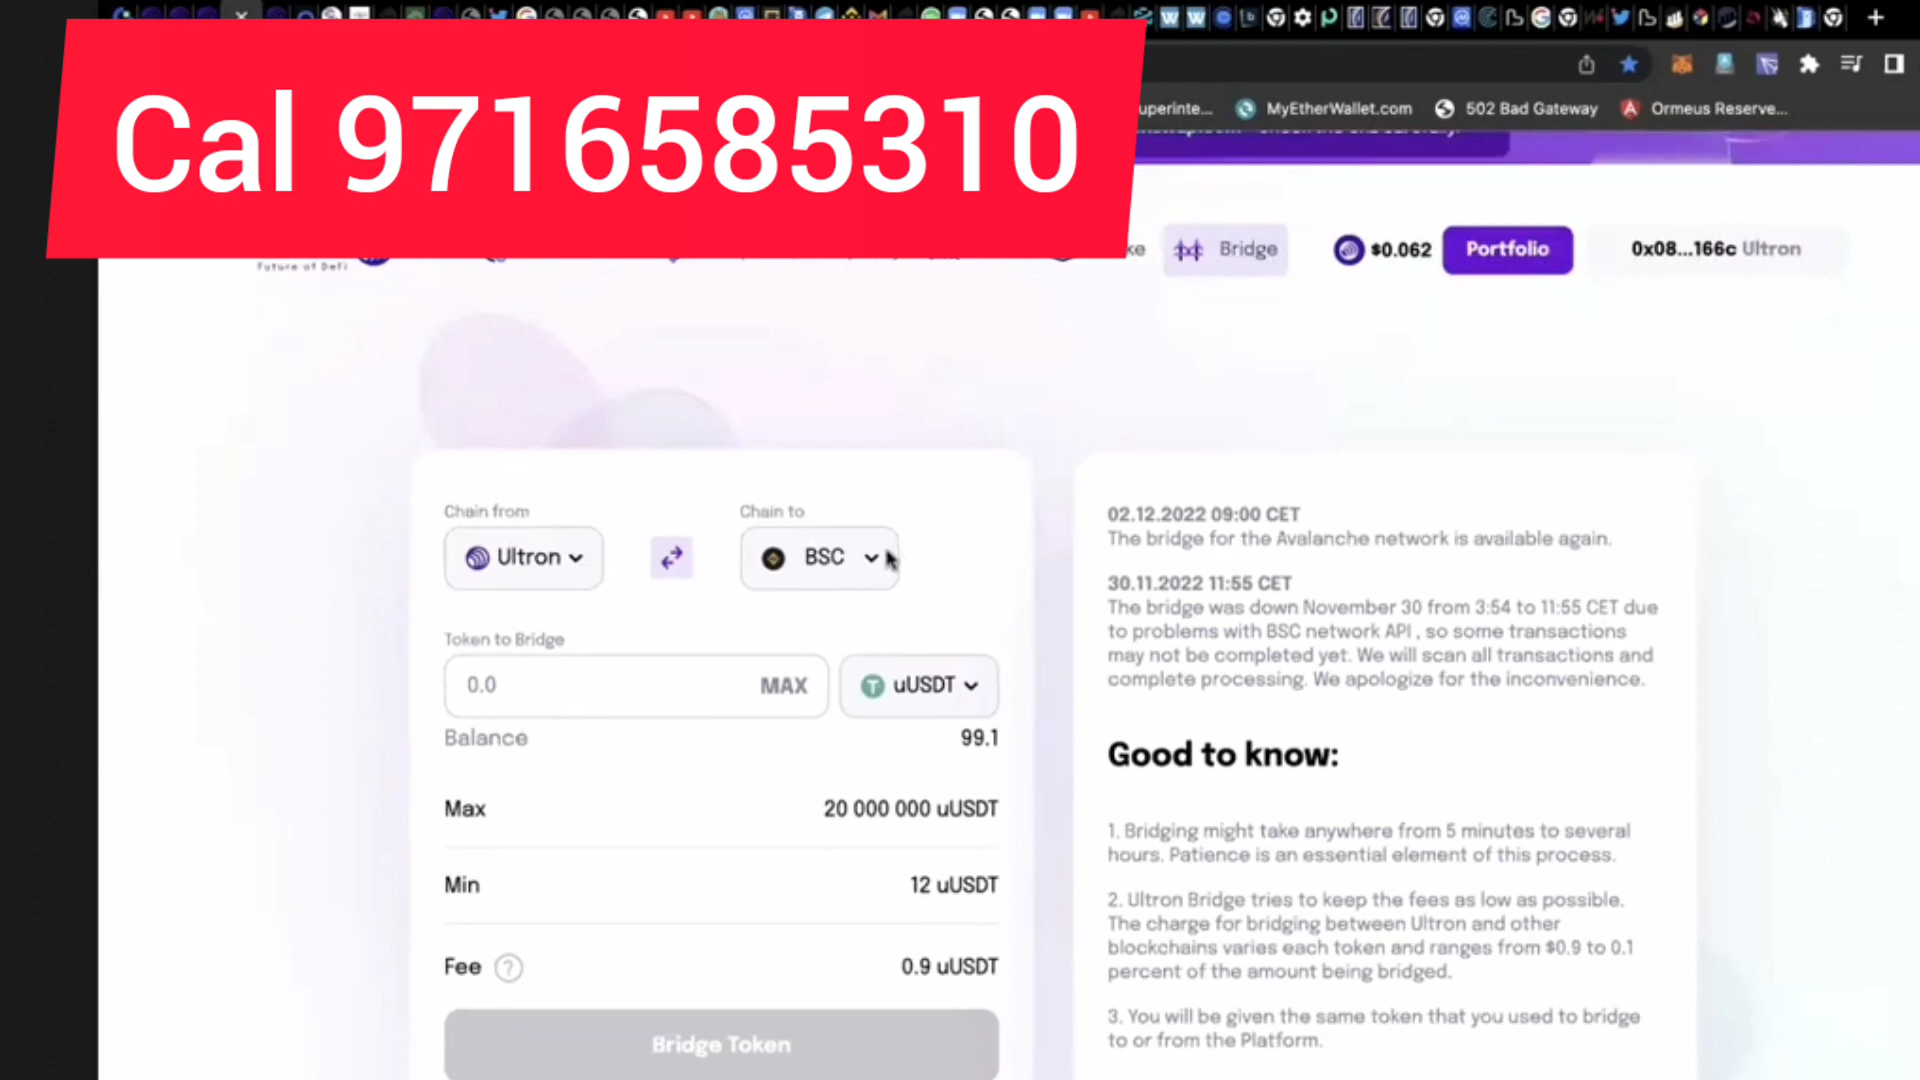 Cal 9716585310
uperinte...
MyEtherWallet.com
502 Bad Gateway
Ormeus Reserve...
Future of DeFi
ke
Bridge
$0.062
Portfolio
0x08...166c Ultron
Chain from
Chain to
Ultron
BSC
Token to Bridge
0.0
MAX
uUSDT
Balance
99.1
Max
20 000 000 uUSDT
Min
12 uUSDT
Fee ?
0.9 uUSDT
Bridge Token
02.12.2022 09:00 CET
The bridge for the Avalanche network is available again.
30.11.2022 11:55 CET
The bridge was down November 30 from 3:54 to 11:55 CET due
to problems with BSC network API , so some transactions
may not be completed yet. We will scan all transactions and
complete processing. We apologize for the inconvenience.
Good to know:
1. Bridging might take anywhere from 5 minutes to several
hours. Patience is an essential element of this process.
2. Ultron Bridge tries to keep the fees as low as possible.
The charge for bridging between Ultron and other
blockchains varies each token and ranges from $0.9 to 0.1
percent of the amount being bridged.
3. You will be given the same token that you used to bridge
to or from the Platform.